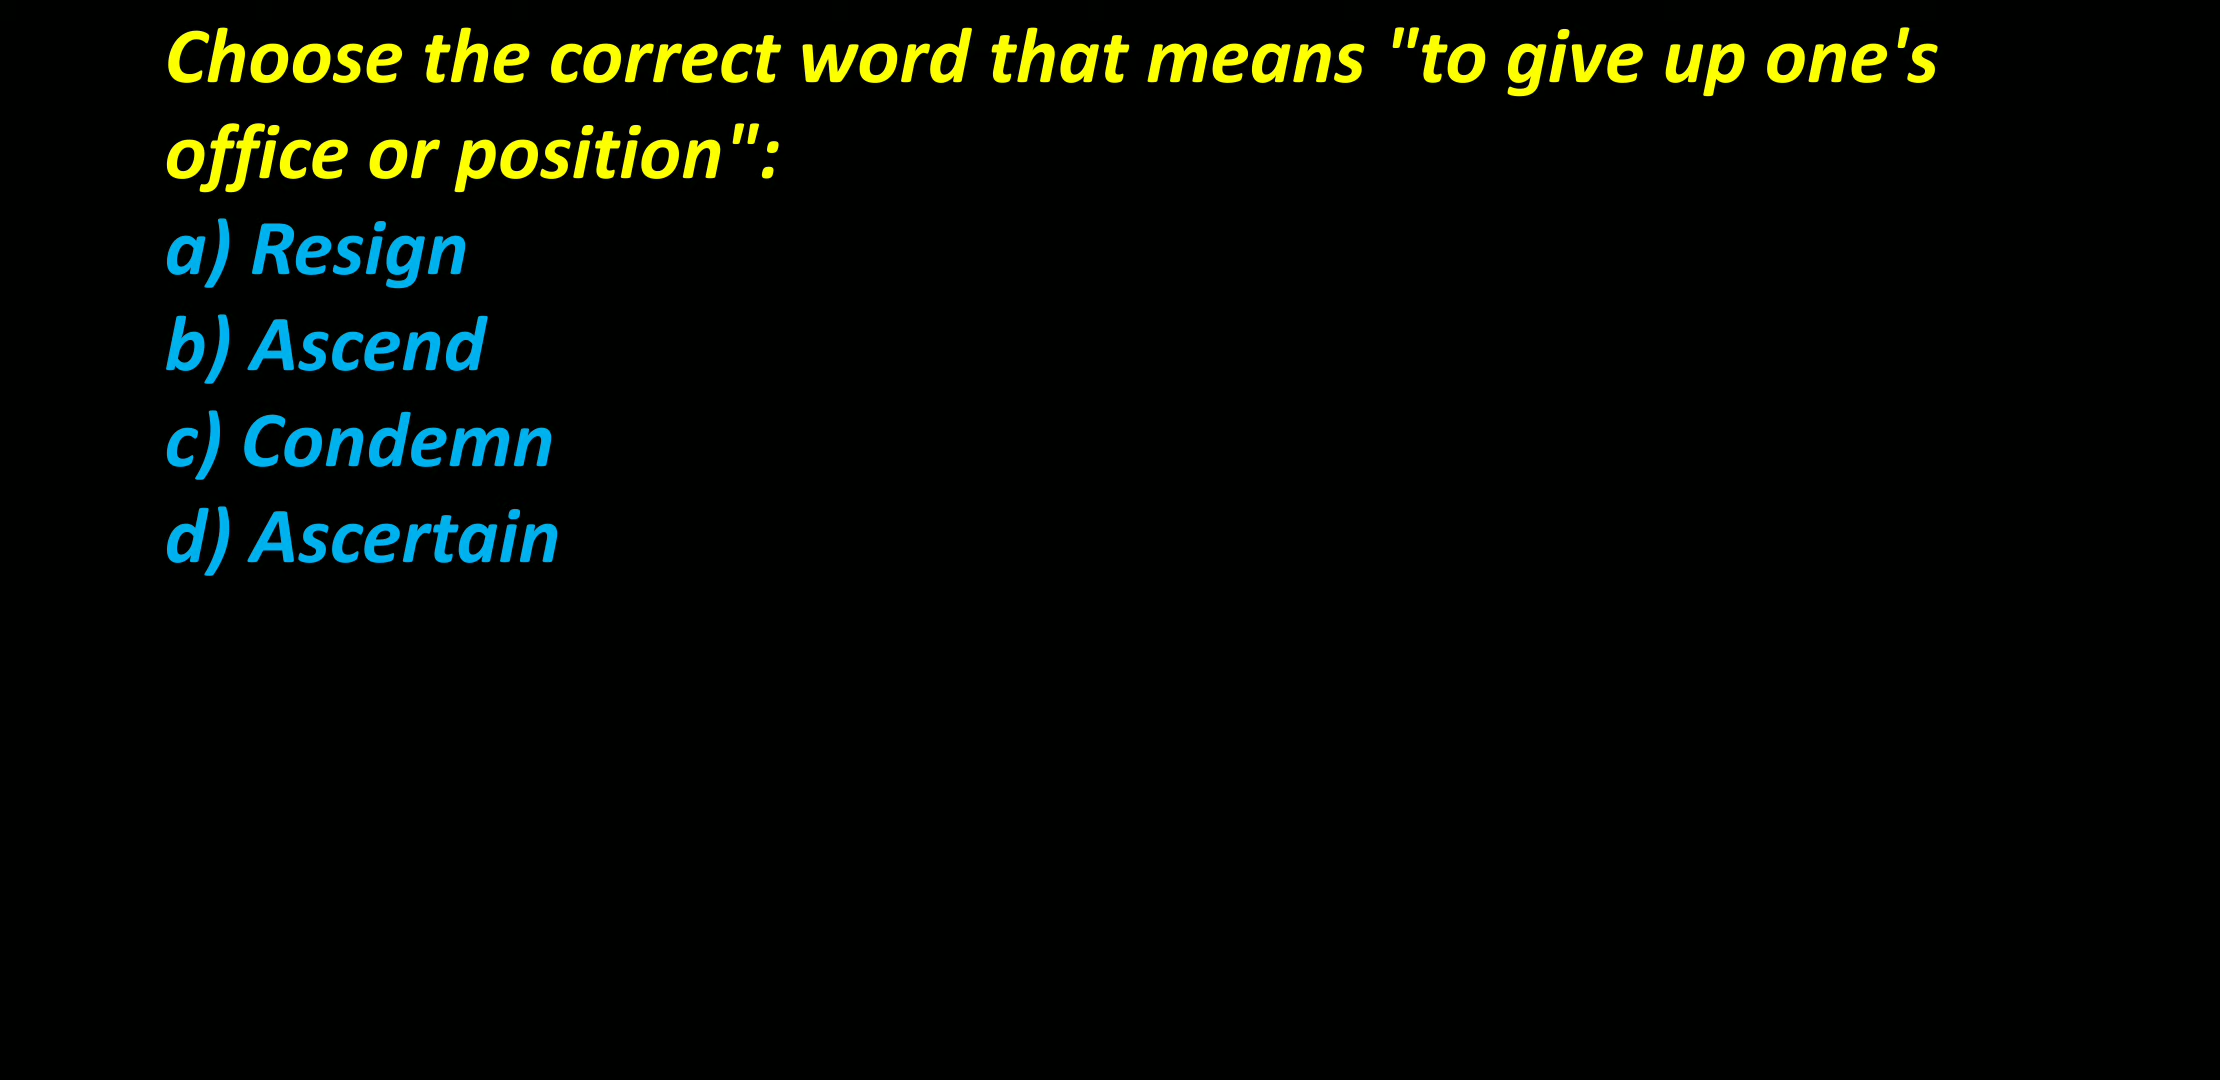 Choose the correct word that means "to give up one's
office or position":
a) Resign
b) Ascend
c) Condemn
d) Ascertain